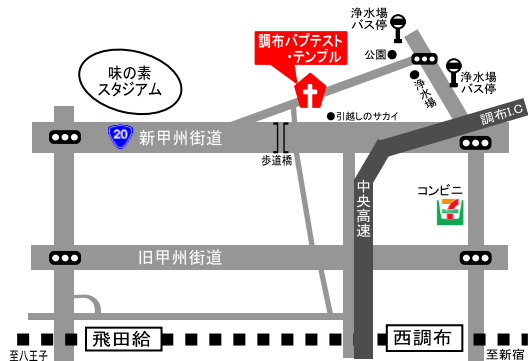 浄水場
バス停
調布バプテスト
・テンプル
公園
浄水場
バス停
浄水場
味の素
スタジアム
引越しのサカイ
調布I.C
20
新甲州街道
歩道橋
中央高速
コンビニ
7
旧甲州街道
飛田給
西調布
至八王子
至新宿